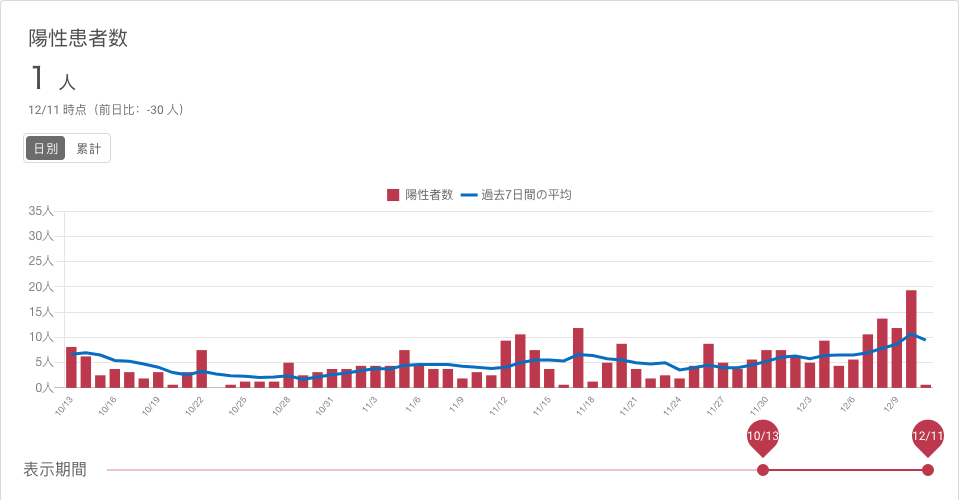 陽性患者数
1 人
12/11 時点（前日比: -30 人）
日別 累計
陽性者数 過去7日間の平均
35人
30人
25人
20人
15人
10人
5人
0人
10/13 10/16 10/19 10/22 10/25 10/28 10/31 11/3 11/6 11/9 11/12 11/15 11/18 11/21 11/24 11/27 11/30 12/3 12/6 12/9
10/13 12/11
表示期間